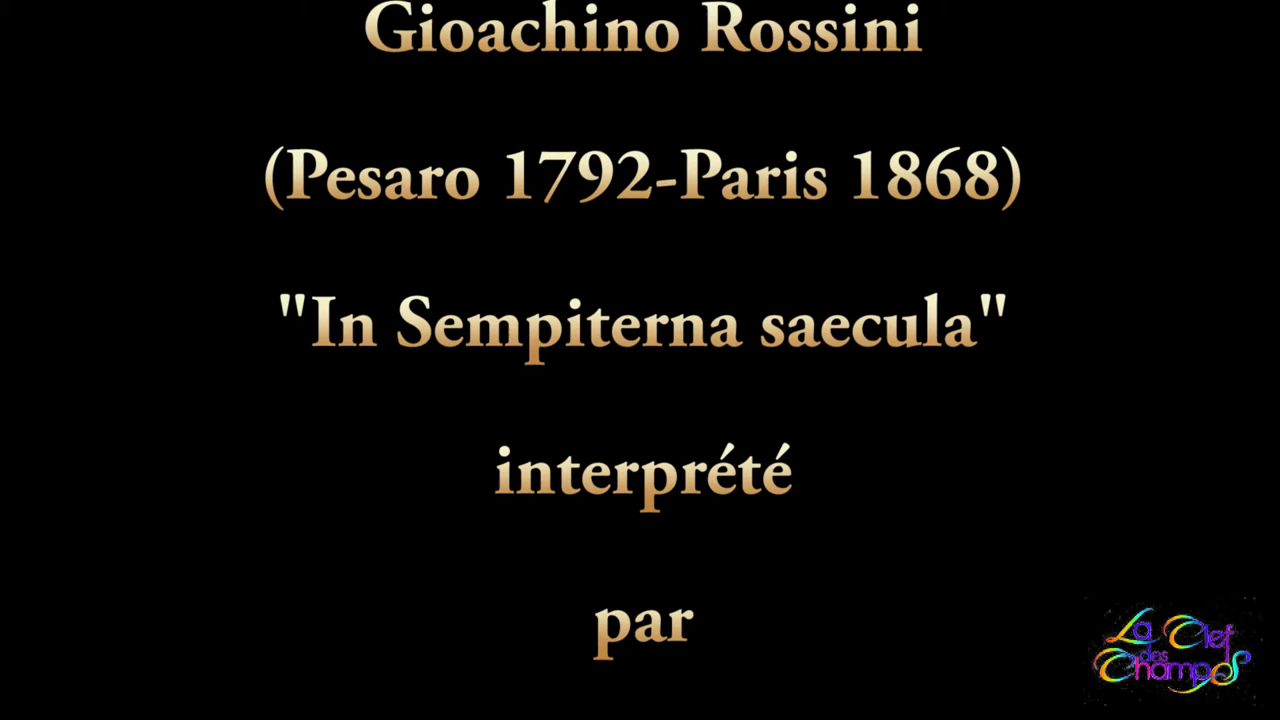 Gioachino Rossini
(Pesaro 1792-Paris 1868)
"In Sempiterna saecula"
interprété
par
La Clef
des
Champs